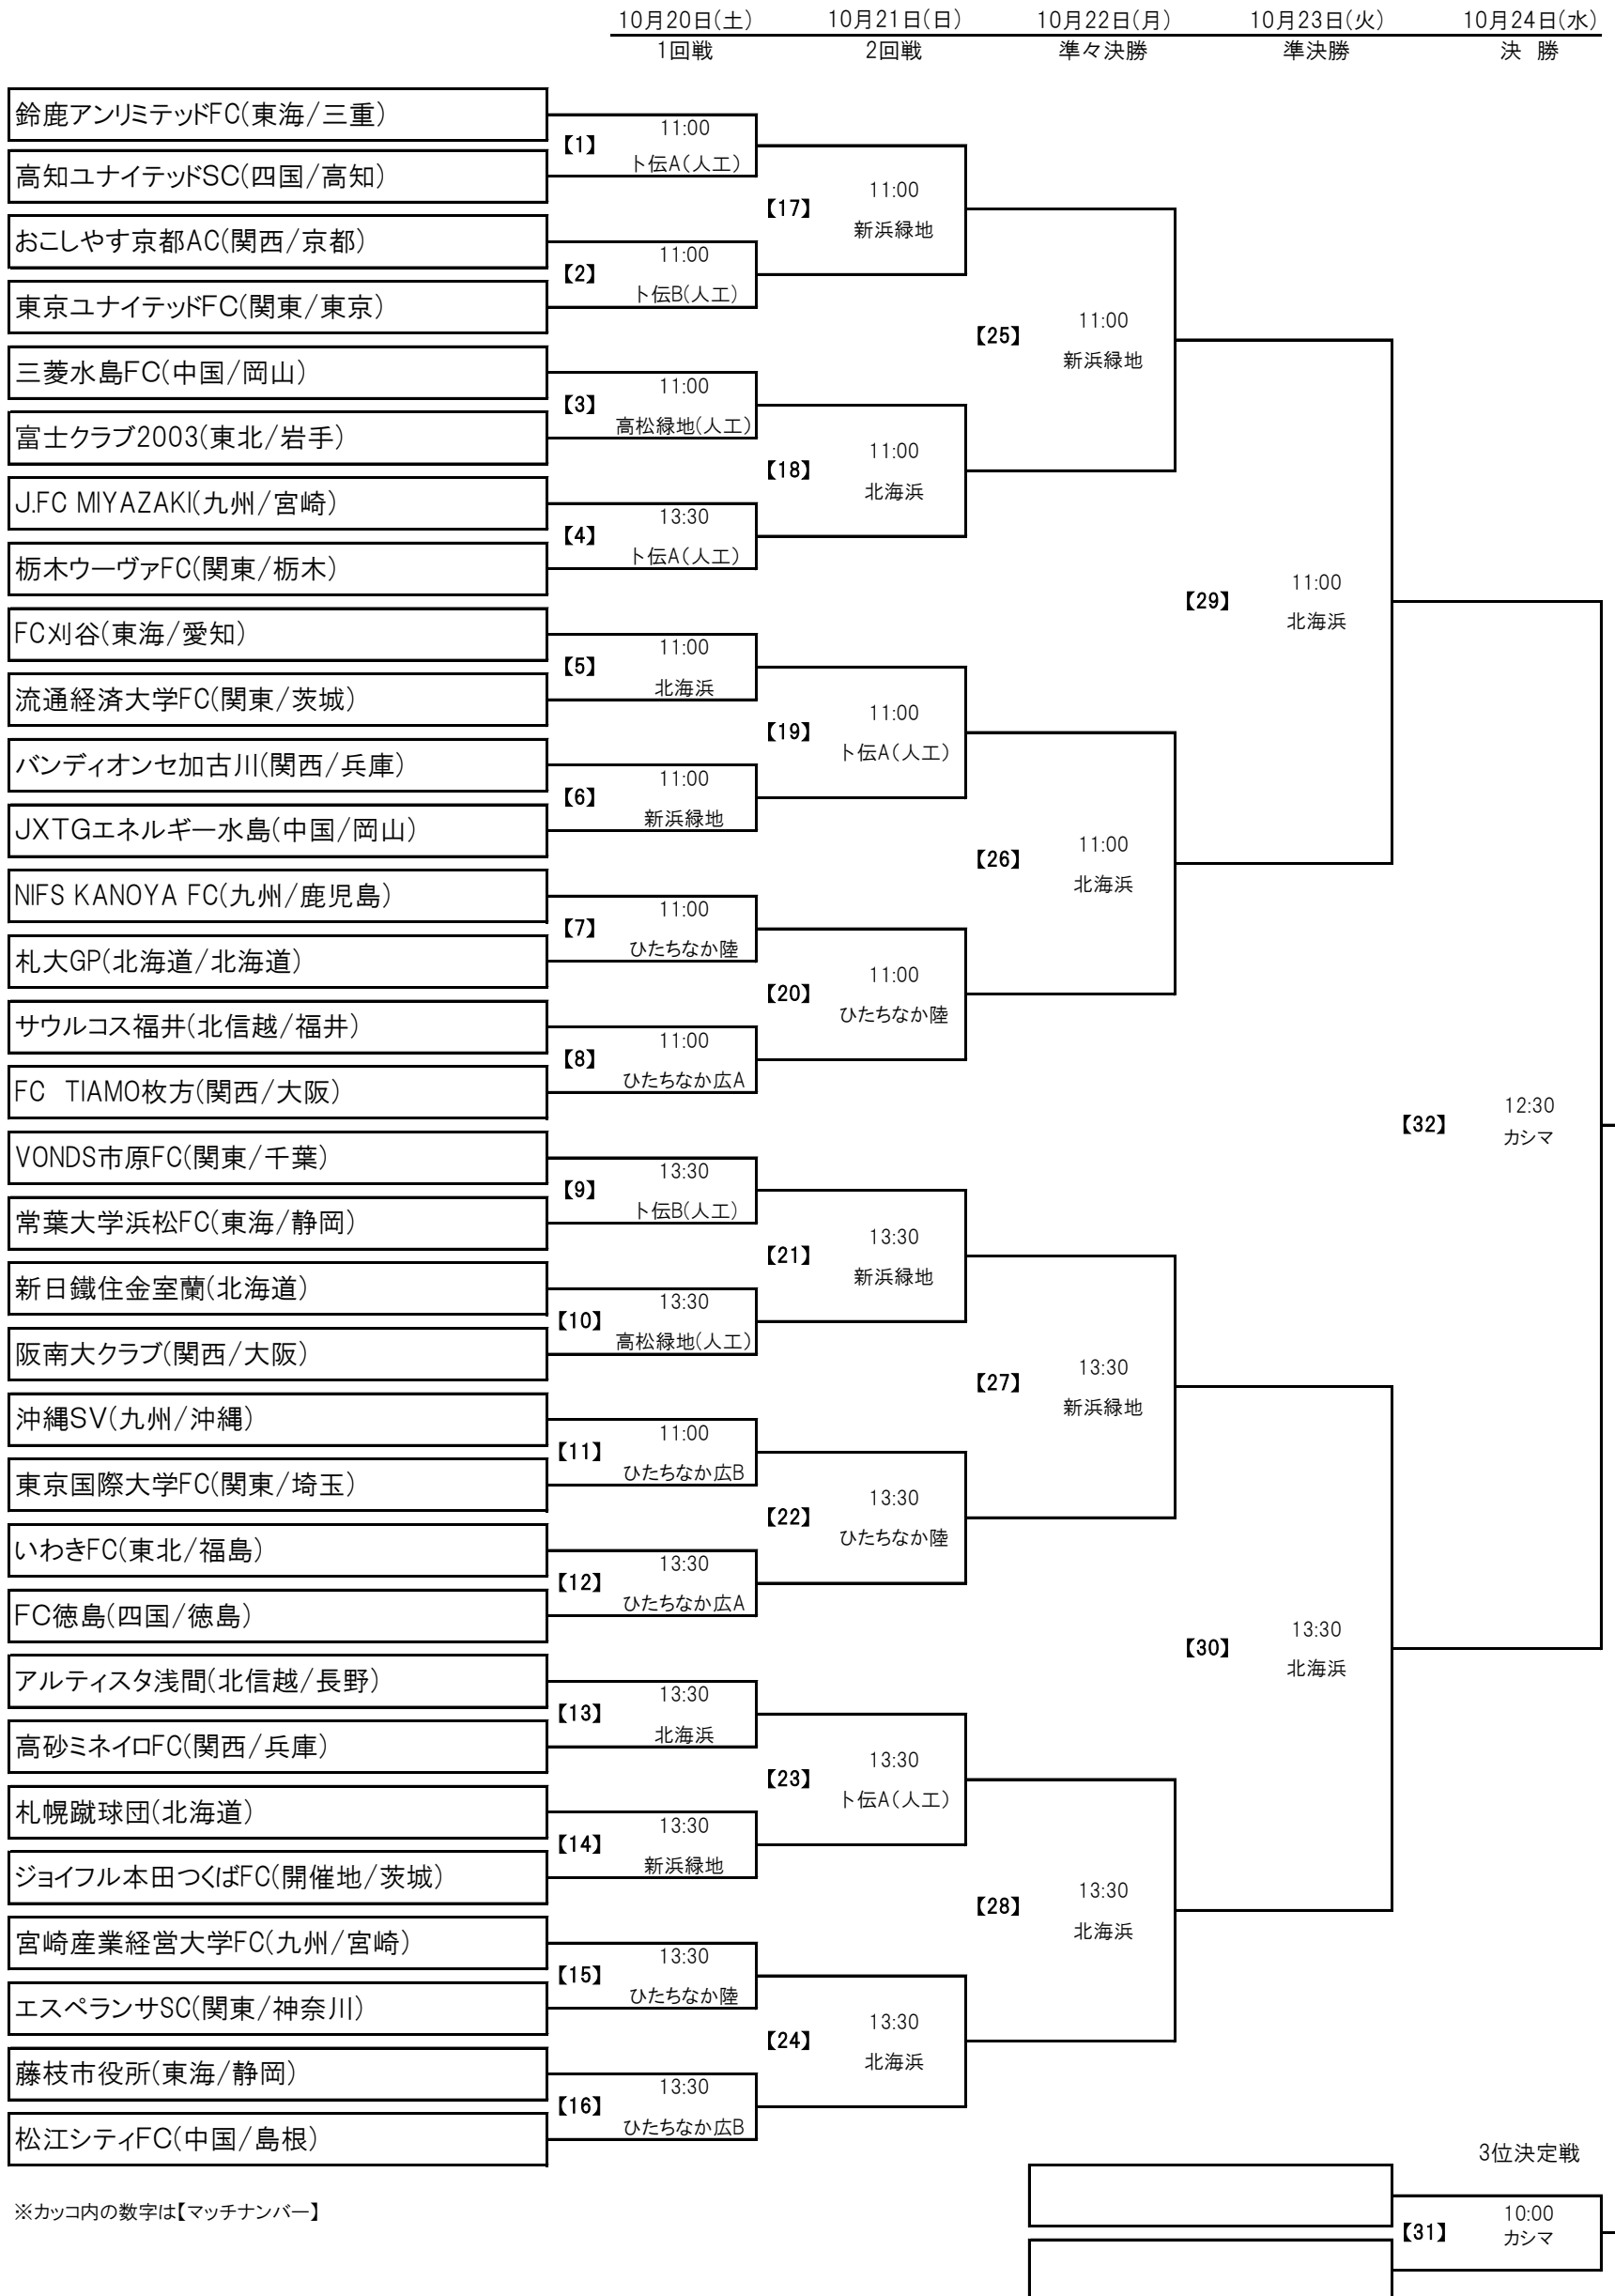 10月20日(土) 10月21日(日) 10月22日(月) 10月23日(火) 10月24日(水)
1回戦 2回戦 準々決勝 準決勝 決　勝
鈴鹿アンリミテッドFC(東海/三重)
高知ユナイテッドSC(四国/高知)
おこしやす京都AC(関西/京都)
東京ユナイテッドFC(関東/東京)
三菱水島FC(中国/岡山)
富士クラブ2003(東北/岩手)
J.FC MIYAZAKI(九州/宮崎)
栃木ウーヴァFC(関東/栃木)
FC刈谷(東海/愛知)
流通経済大学FC(関東/茨城)
バンディオンセ加古川(関西/兵庫)
JXTGエネルギー水島(中国/岡山)
NIFS KANOYA FC(九州/鹿児島)
札大GP(北海道/北海道)
サウルコス福井(北信越/福井)
FC　TIAMO枚方(関西/大阪)
VONDS市原FC(関東/千葉)
常葉大学浜松FC(東海/静岡)
新日鐵住金室蘭(北海道)
阪南大クラブ(関西/大阪)
沖縄SV(九州/沖縄)
東京国際大学FC(関東/埼玉)
いわきFC(東北/福島)
FC徳島(四国/徳島)
アルティスタ浅間(北信越/長野)
高砂ミネイロFC(関西/兵庫)
札幌蹴球団(北海道)
ジョイフル本田つくばFC(開催地/茨城)
宮崎産業経営大学FC(九州/宮崎)
エスペランサSC(関東/神奈川)
藤枝市役所(東海/静岡)
松江シティFC(中国/島根)
【1】 11:00
ト伝A(人工)
【2】 11:00
ト伝B(人工)
【3】 11:00
高松緑地(人工)
【4】 13:30
ト伝A(人工)
【5】 11:00
北海浜
【6】 11:00
新浜緑地
【7】 11:00
ひたちなか陸
【8】 11:00
ひたちなか広A
【9】 13:30
ト伝B(人工)
【10】 13:30
高松緑地(人工)
【11】 11:00
ひたちなか広B
【12】 13:30
ひたちなか広A
【13】 13:30
北海浜
【14】 13:30
新浜緑地
【15】 13:30
ひたちなか陸
【16】 13:30
ひたちなか広B
【17】 11:00
新浜緑地
【18】 11:00
北海浜
【19】 11:00
ト伝A(人工)
【20】 11:00
ひたちなか陸
【21】 13:30
新浜緑地
【22】 13:30
ひたちなか陸
【23】 13:30
ト伝A(人工)
【24】 13:30
北海浜
【25】 11:00
新浜緑地
【26】 11:00
北海浜
【27】 13:30
新浜緑地
【28】 13:30
北海浜
【29】 11:00
北海浜
【30】 13:30
北海浜
【32】 12:30
カシマ
3位決定戦
【31】 10:00
カシマ
※カッコ内の数字は【マッチナンバー】